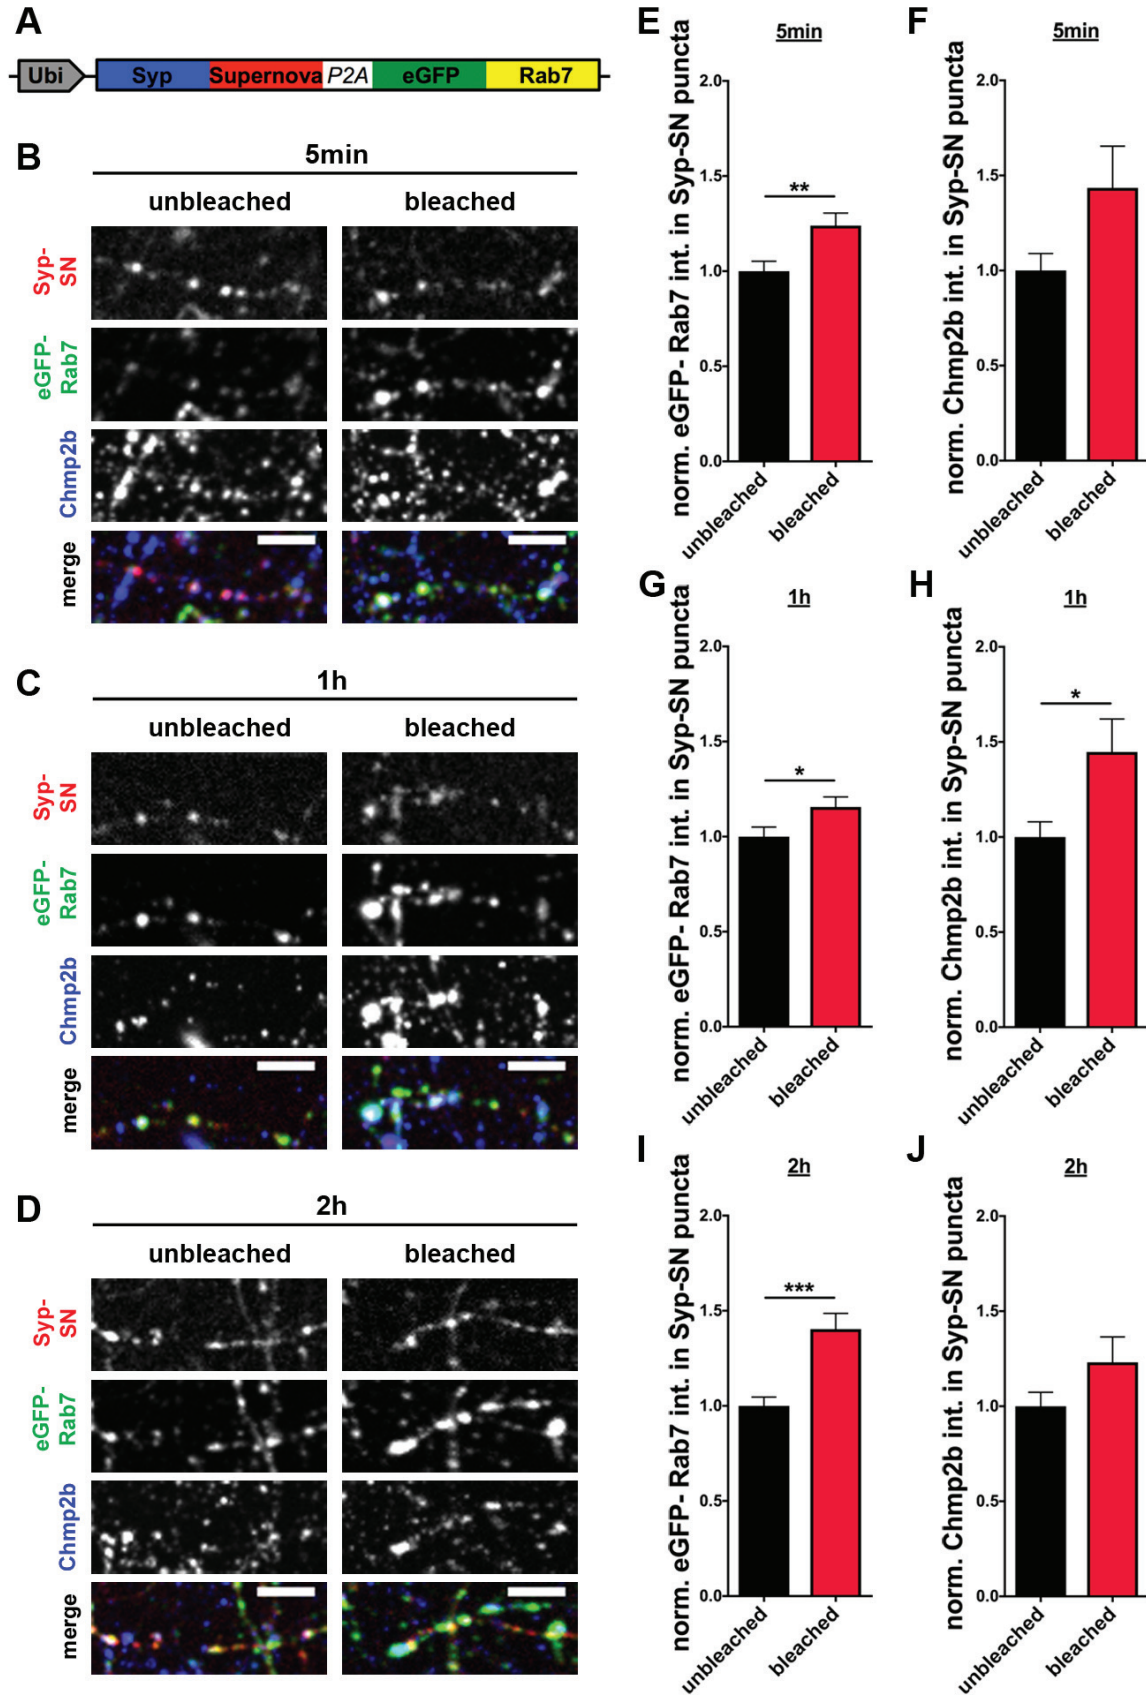 A
Ubi Syp Supernova P2A eGFP Rab7
B
5min
unbleached bleached
Syp-
SN
eGFP-
Rab7
Chmp2b
merge
C
1h
unbleached bleached
Syp-
SN
eGFP-
Rab7
Chmp2b
merge
D
2h
unbleached bleached
Syp-
SN
eGFP-
Rab7
Chmp2b
merge
E
5min
norm. eGFP- Rab7 int. in Syp-SN puncta
2.0
1.5
1.0
0.5
0.0
**
unbleached
bleached
F
5min
norm. Chmp2b int. in Syp-SN puncta
2.0
1.5
1.0
0.5
0.0
unbleached
bleached
G
1h
norm. eGFP- Rab7 int. in Syp-SN puncta
2.0
1.5
1.0
0.5
0.0
*
unbleached
bleached
H
1h
norm. Chmp2b int. in Syp-SN puncta
2.0
1.5
1.0
0.5
0.0
*
unbleached
bleached
I
2h
norm. eGFP- Rab7 int. in Syp-SN puncta
2.0
1.5
1.0
0.5
0.0
***
unbleached
bleached
J
2h
norm. Chmp2b int. in Syp-SN puncta
2.0
1.5
1.0
0.5
0.0
unbleached
bleached